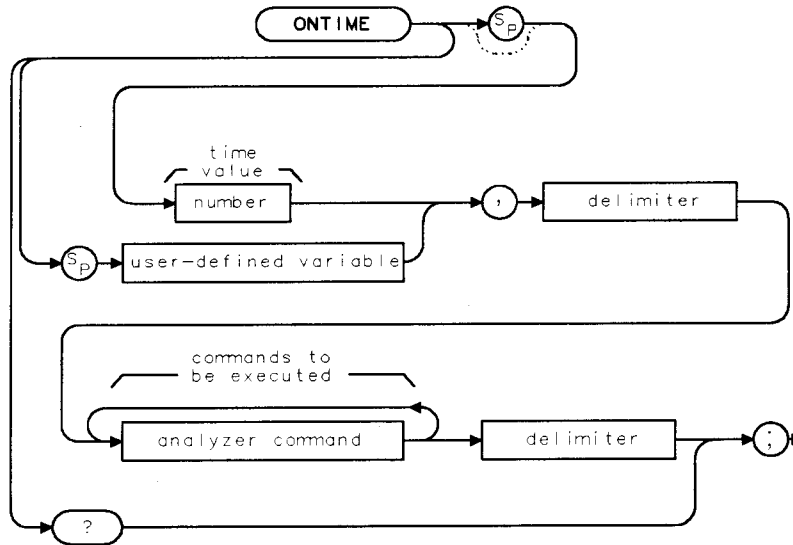 ONTIME
SP
time
value
number
,
delimiter
SP
user-defined variable
commands to
be executed
analyzer command
delimiter
;
?